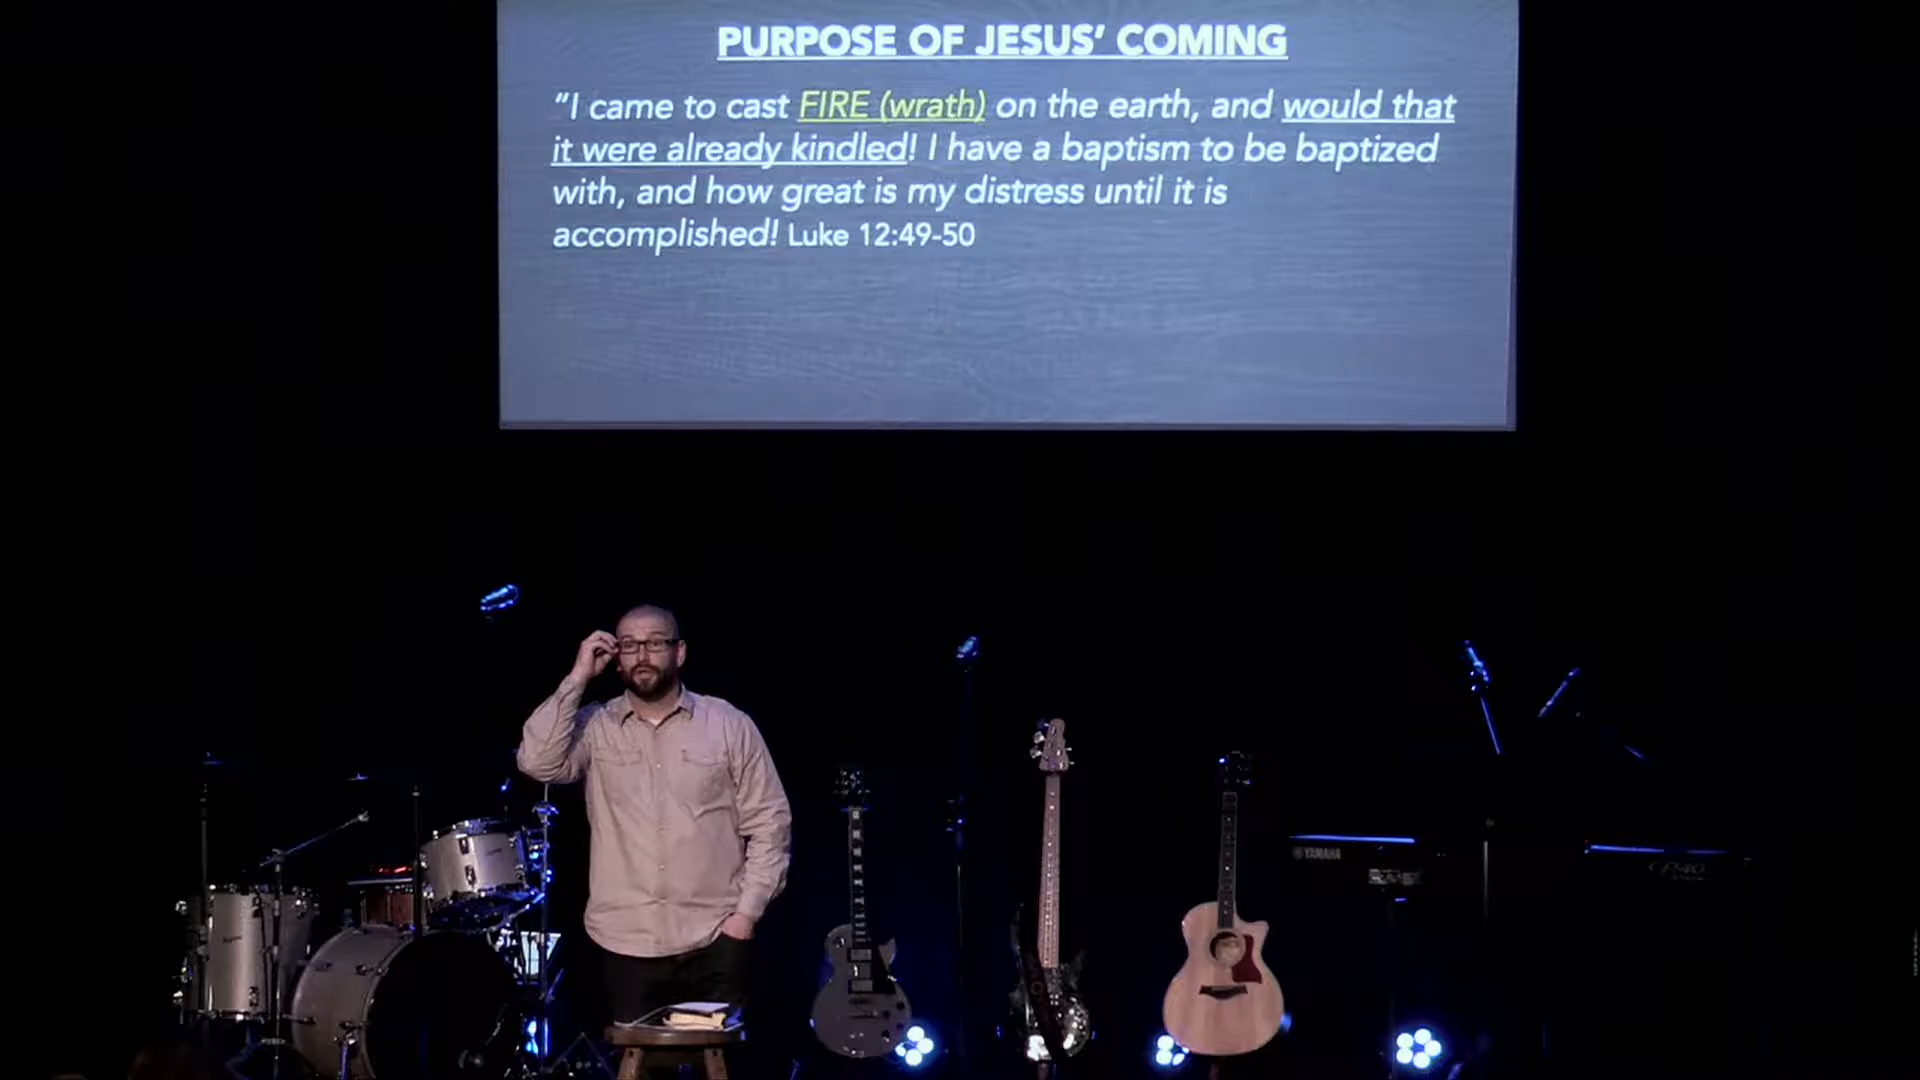 PURPOSE OF JESUS’ COMING
“I came to cast FIRE (wrath) on the earth, and would that
it were already kindled! I have a baptism to be baptized
with, and how great is my distress until it is
accomplished! Luke 12:49-50
YAMAHA
CP40